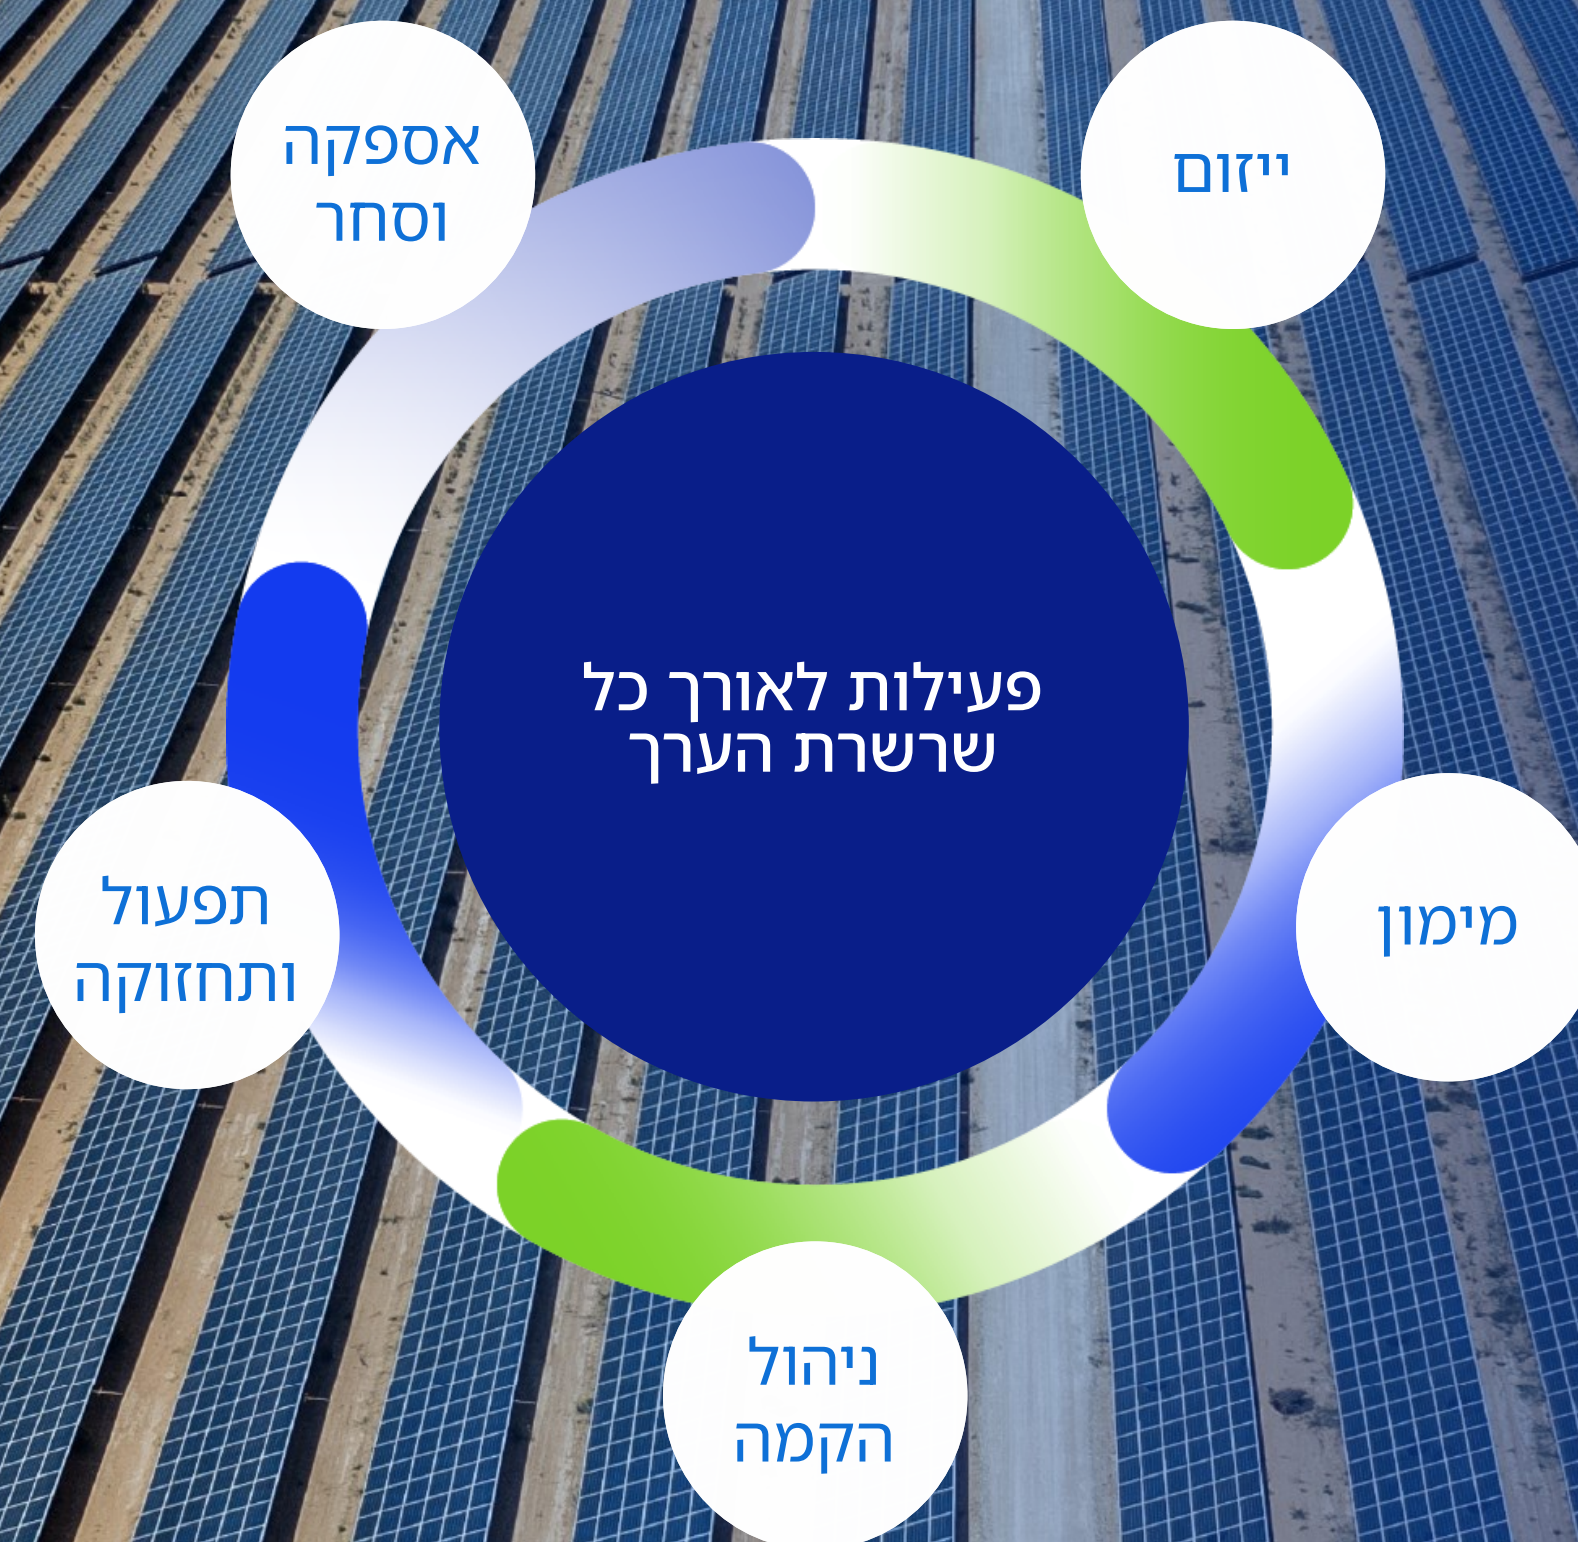 פעילות לאורך כל
שרשרת הערך
ייזום
מימון
ניהול
הקמה
תפעול
ותחזוקה
אספקה
וסחר